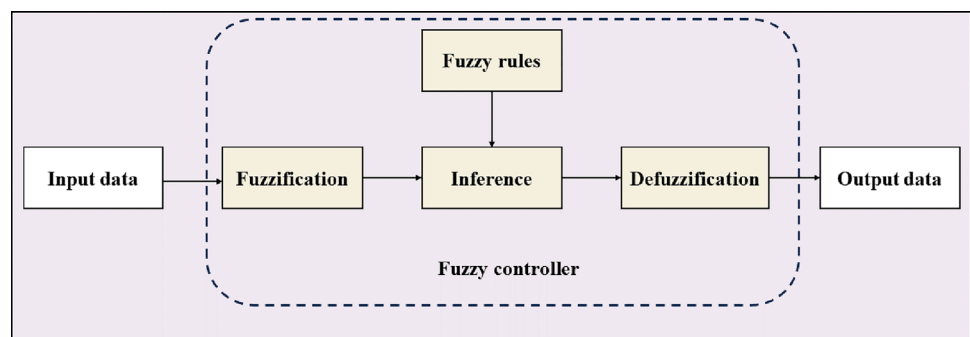 Fuzzy rules
Input data
Fuzzification
Inference
Defuzzification
Output data
Fuzzy controller